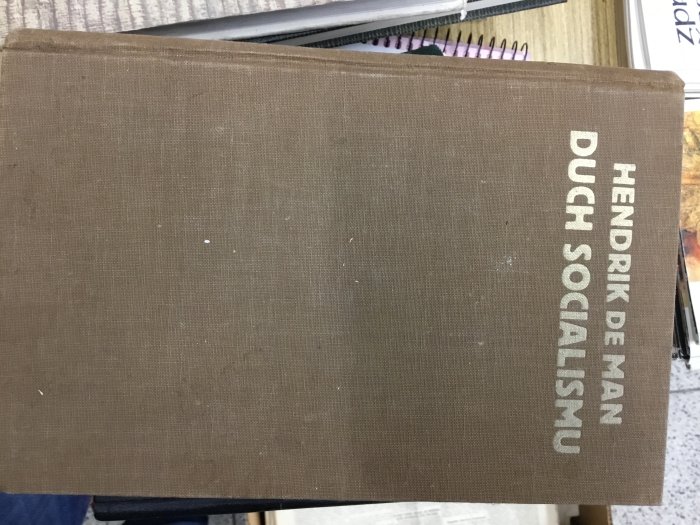 HENDRIK DE MAN
DUCH SOCIALISMU